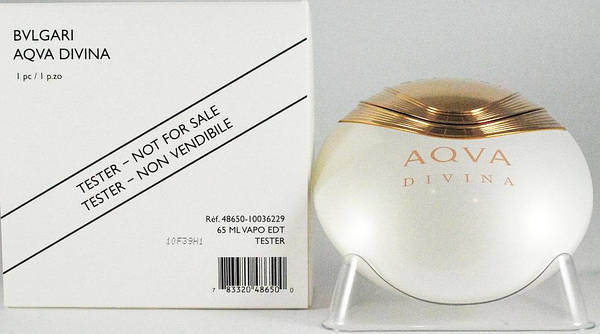 BVLGARI
AQVA DIVINA
1 pc / 1 p.zo
TESTER – NOT FOR SALE
TESTER – NON VENDIBILE
Réf. 48650-10036229
65 ML VAPO EDT
TESTER
10F39H1
7 83320 48650 0
AQVA
DIVINA